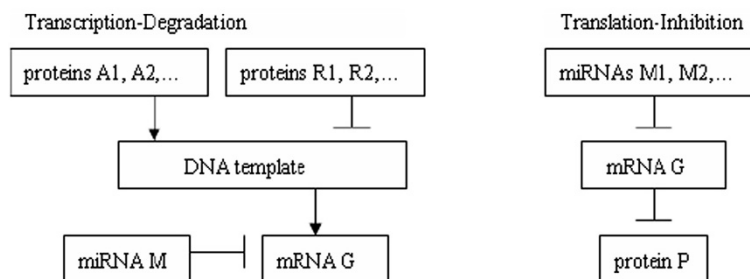 Transcription-Degradation
proteins A1, A2,...
proteins R1, R2,...
DNA template
miRNA M
mRNA G
Translation-Inhibition
miRNAs M1, M2,...
mRNA G
protein P